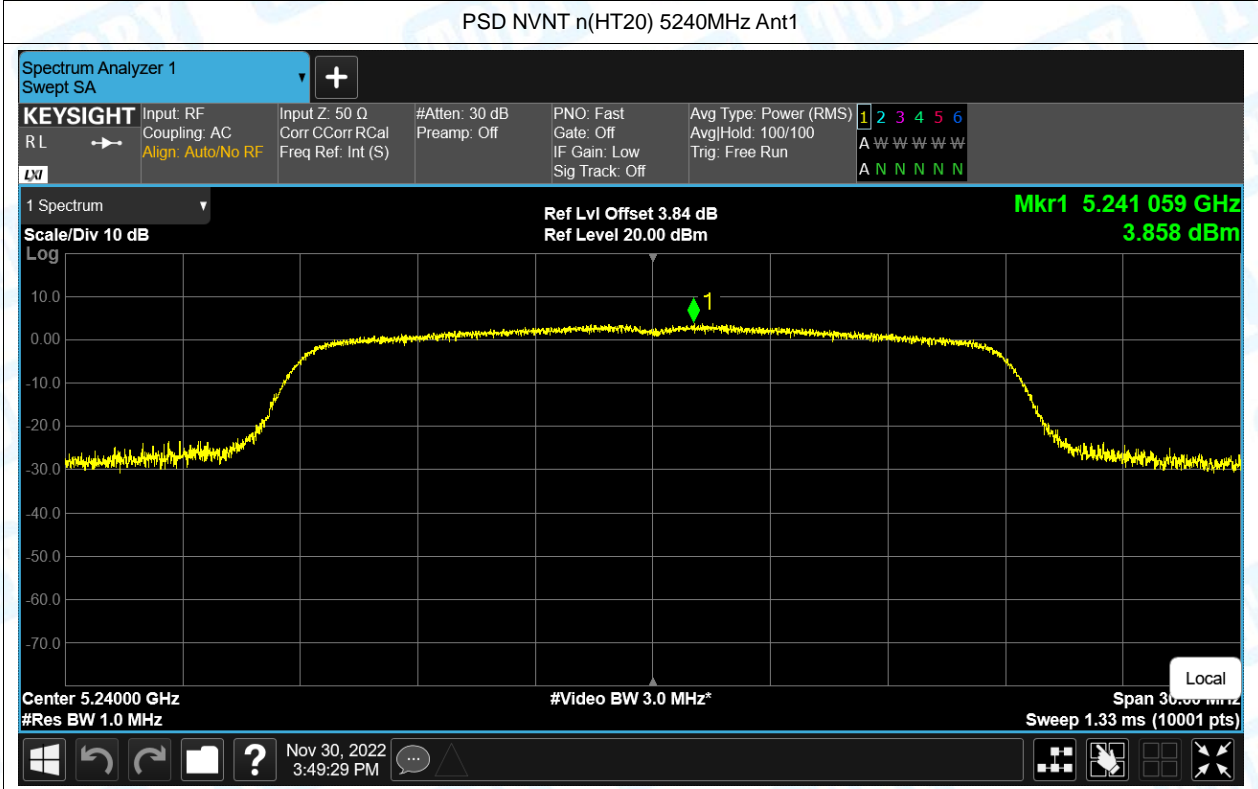 PSD NVNT n(HT20) 5240MHz Ant1
Spectrum Analyzer 1
Swept SA
KEYSIGHT
R L
LXI
Input: RF
Coupling: AC
Align: Auto/No RF
Input Z: 50 Ω
Corr CCorr RCal
Freq Ref: Int (S)
#Atten: 30 dB
Preamp: Off
PNO: Fast
Gate: Off
IF Gain: Low
Sig Track: Off
Avg Type: Power (RMS)
Avg|Hold: 100/100
Trig: Free Run
1 2 3 4 5 6
A W W W W W
A N N N N N
1 Spectrum
Scale/Div 10 dB
Log
Ref Lvl Offset 3.84 dB
Ref Level 20.00 dBm
Mkr1 5.241 059 GHz
3.858 dBm
1
10.0
0.00
-10.0
-20.0
-30.0
-40.0
-50.0
-60.0
-70.0
Local
Center 5.24000 GHz
#Video BW 3.0 MHz*
Span 30.00 MHz
#Res BW 1.0 MHz
Sweep 1.33 ms (10001 pts)
?
Nov 30, 2022
3:49:29 PM